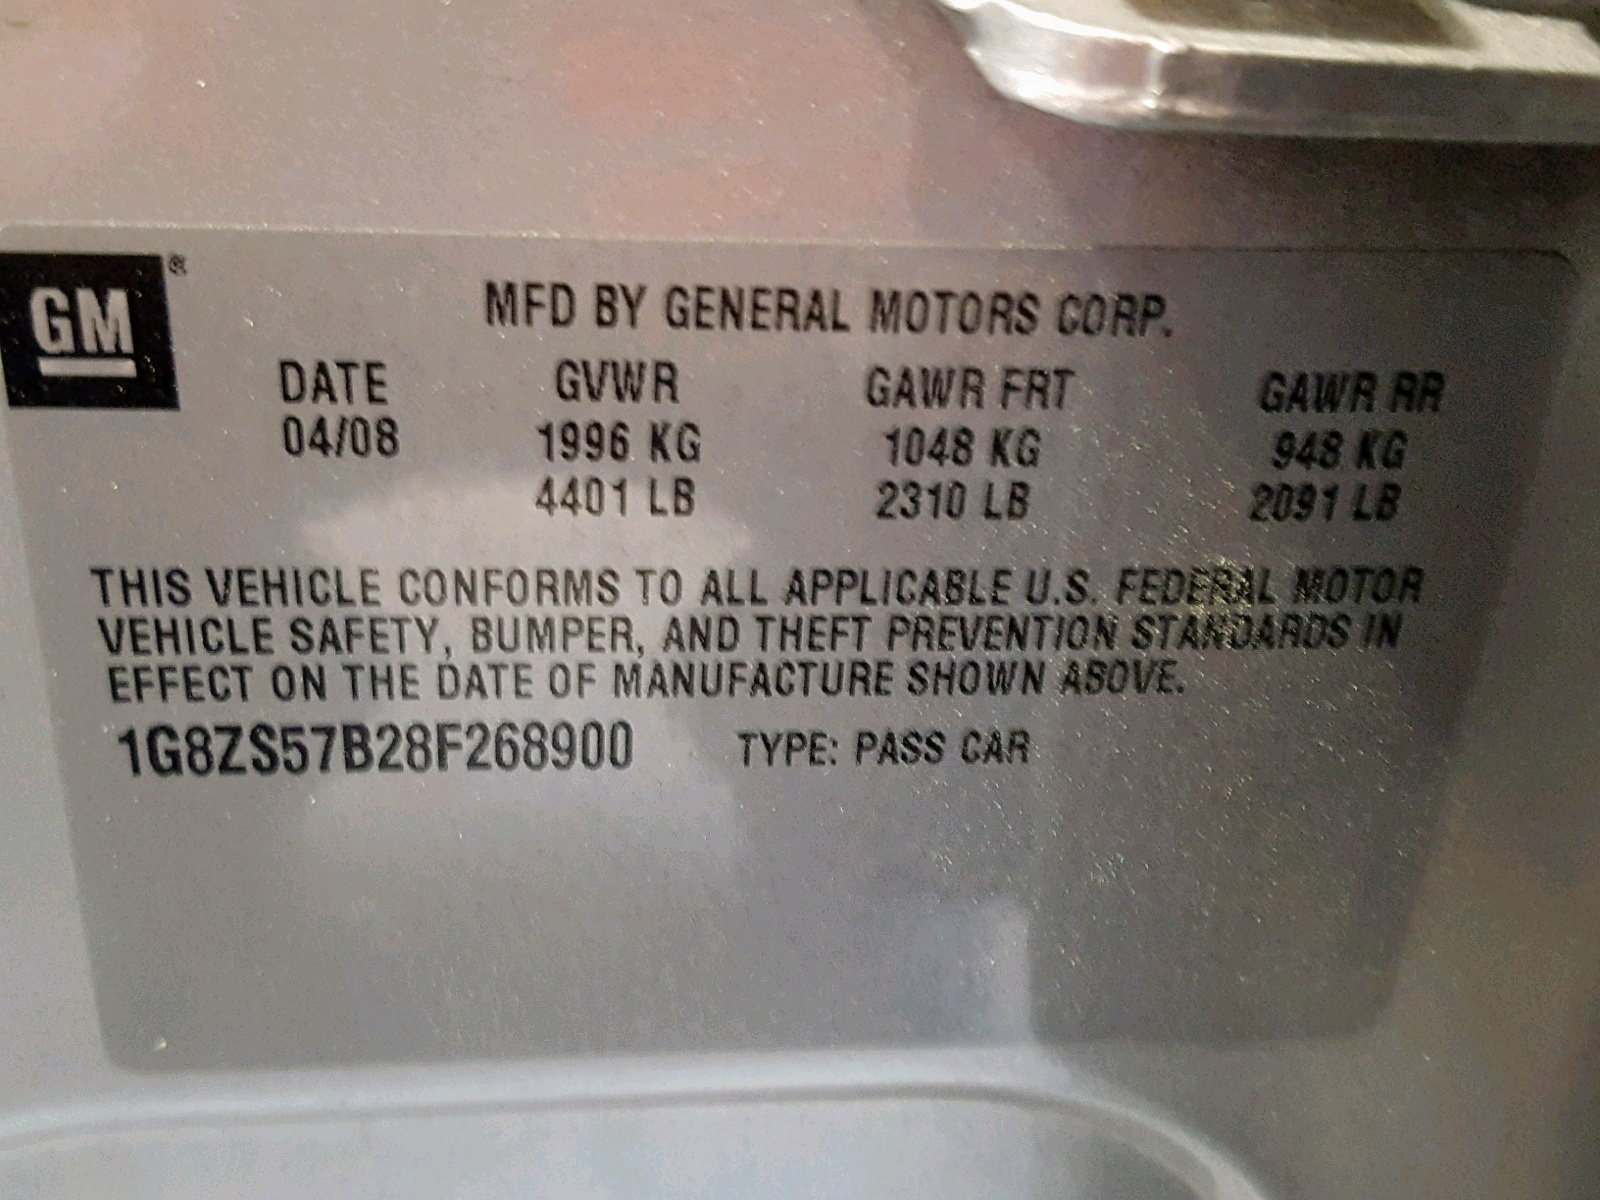 GM ®
MFD BY GENERAL MOTORS CORP.
DATE GVWR GAWR FRT GAWR RR
04/08 1996 KG 1048 KG 948 KG
4401 LB 2310 LB 2091 LB
THIS VEHICLE CONFORMS TO ALL APPLICABLE U.S. FEDERAL MOTOR
VEHICLE SAFETY, BUMPER, AND THEFT PREVENTION STANDARDS IN
EFFECT ON THE DATE OF MANUFACTURE SHOWN ABOVE.
1G8ZS57B28F268900 TYPE: PASS CAR